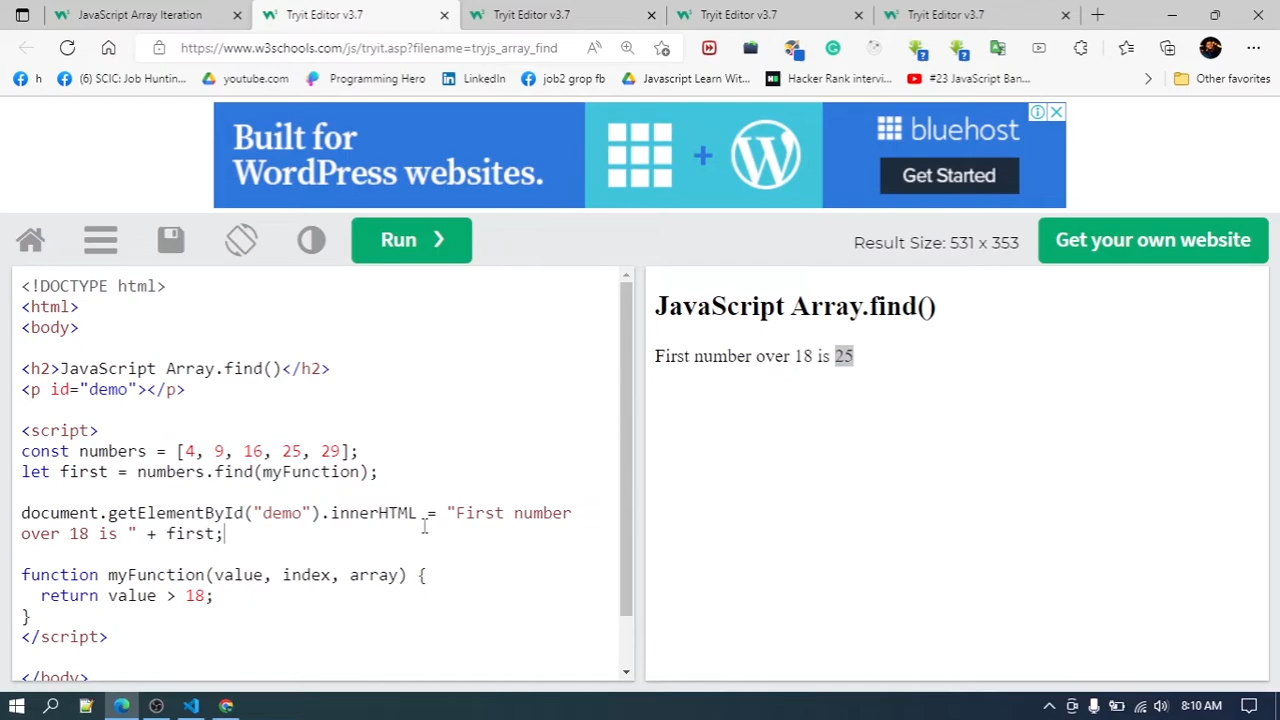 JavaScript Array Iteration
Tryit Editor v3.7
Tryit Editor v3.7
Tryit Editor v3.7
Tryit Editor v3.7
https://www.w3schools.com/js/tryit.asp?filename=tryjs_array_find
h
(6) SCIC: Job Huntin...
youtube.com
Programming Hero
LinkedIn
job2 grop fb
Javascript Learn Wit...
Hacker Rank intervi...
#23 JavaScript Ban...
Other favorites
Built for
WordPress websites.
bluehost
Get Started
Run
Result Size: 531 x 353
Get your own website
<!DOCTYPE html>
<html>
<body>
<h2>JavaScript Array.find()</h2>
<p id="demo"></p>
<script>
const numbers = [4, 9, 16, 25, 29];
let first = numbers.find(myFunction);
document.getElementById("demo").innerHTML = "First number
over 18 is " + first;
function myFunction(value, index, array) {
return value > 18;
}
</script>
</body>
JavaScript Array.find()
First number over 18 is 25
8:10 AM